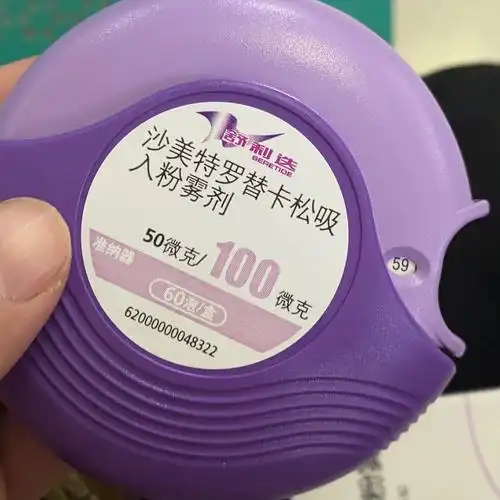 舒利迭
SERETIDE
沙美特罗替卡松吸
入粉雾剂
50微克/100微克
准纳器
60泡/盒
62000000048322
59